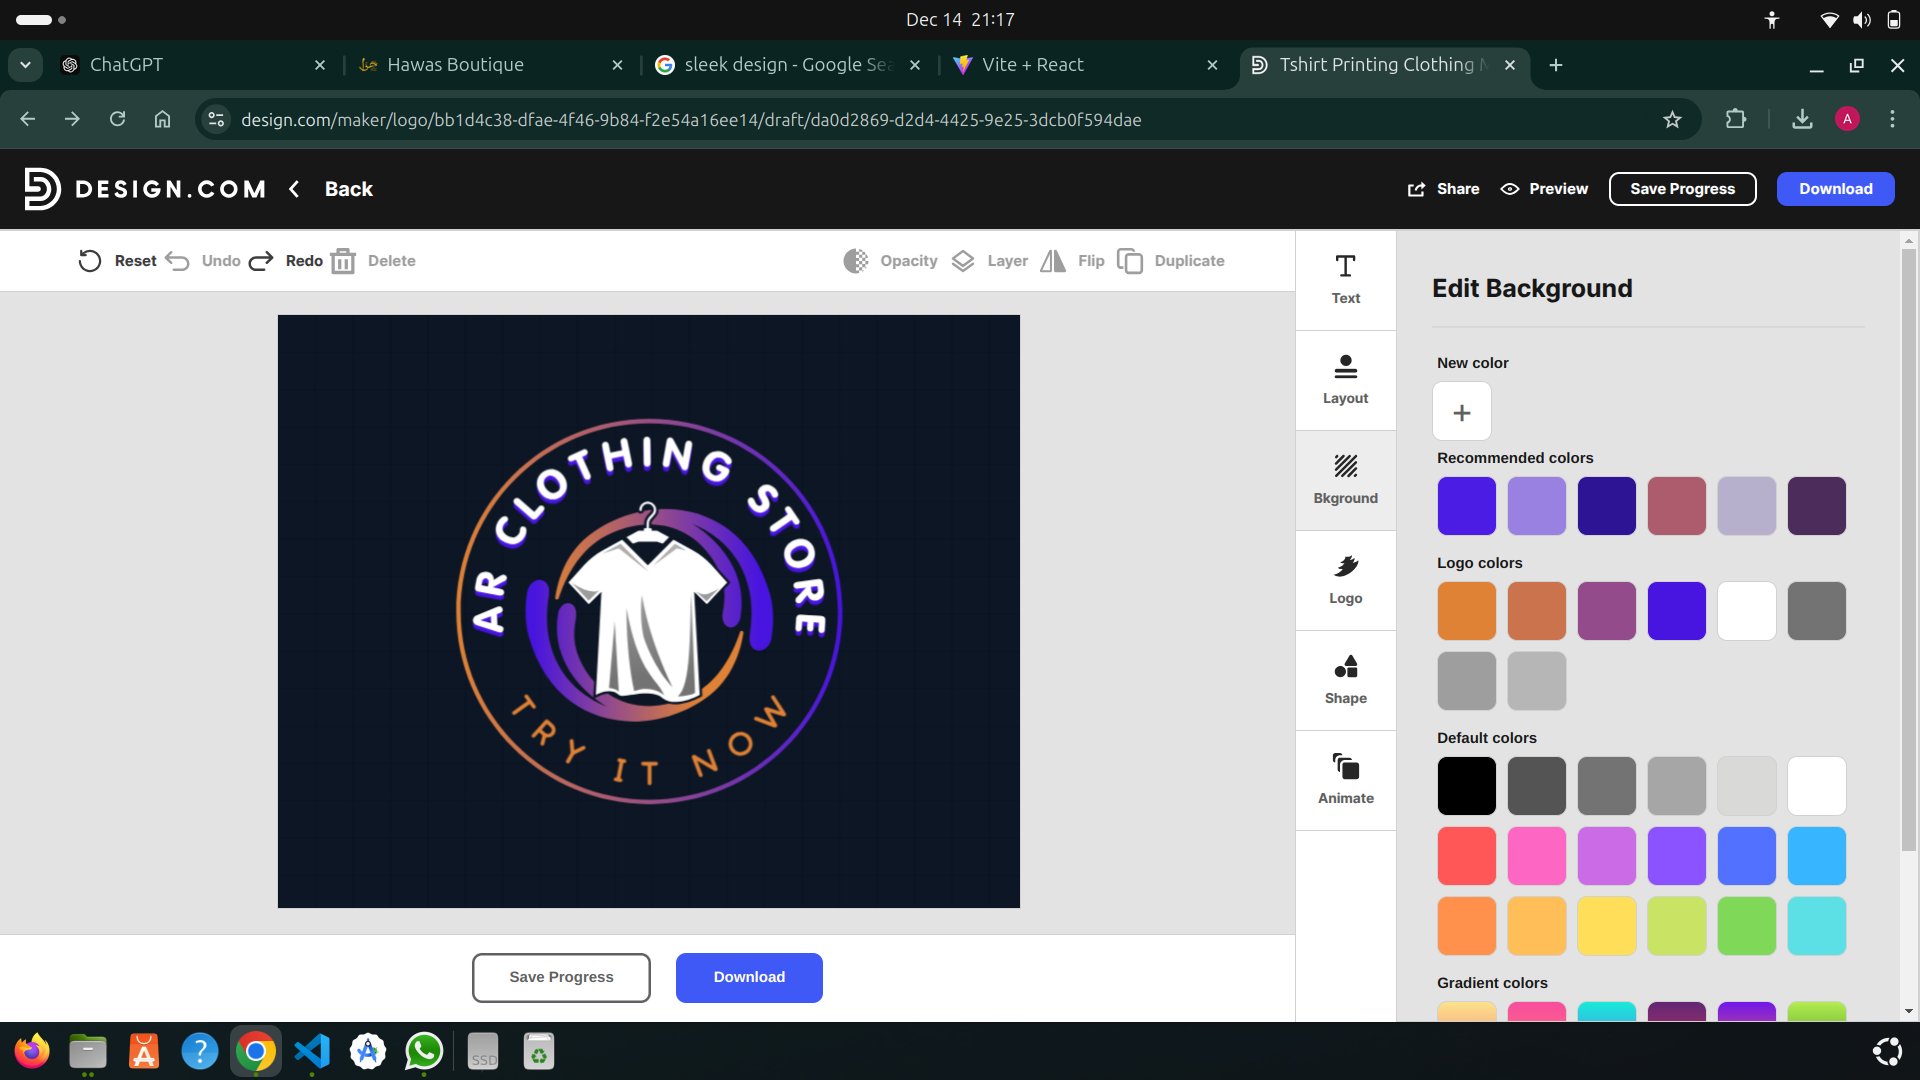 Dec 14 21:17
ChatGPT
Hawas Boutique
sleek design - Google Sea
Vite + React
Tshirt Printing Clothing M
design.com/maker/logo/bb1d4c38-dfae-4f46-9b84-f2e54a16ee14/draft/da0d2869-d2d4-4425-9e25-3dcb0f594dae
A
DESIGN.COM
Back
Share
Preview
Save Progress
Download
Reset
Undo
Redo
Delete
Opacity
Layer
Flip
Duplicate
AR CLOTHING STORE
TRY IT NOW
Save Progress
Download
Text
Layout
Bkground
Logo
Shape
Animate
Edit Background
New color
+
Recommended colors
Logo colors
Default colors
Gradient colors
?
SSD